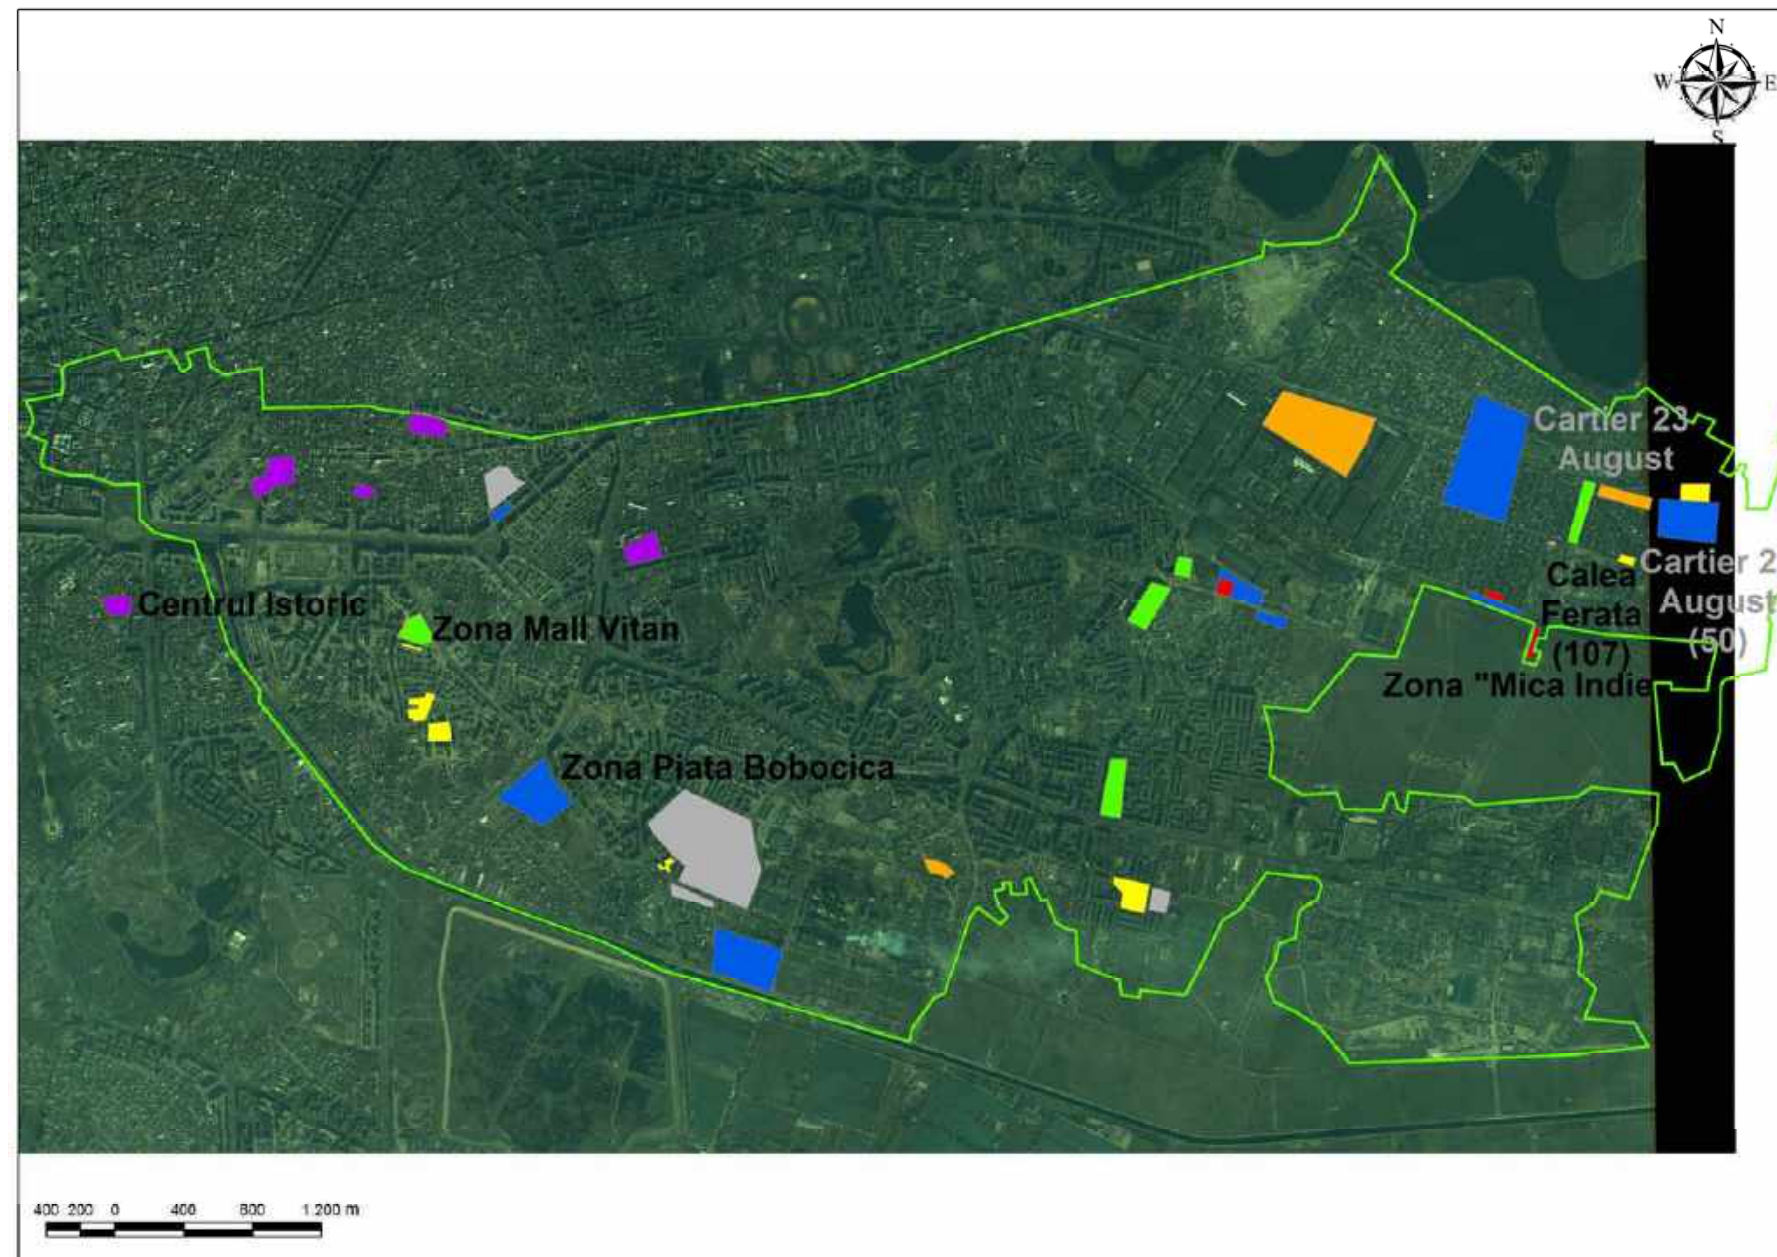 N
W E
S
Cartier 23
August
Cartier 2
August
(50)
Calea
Ferata
(107)
Zona "Mica Indie
Centrul Istoric
Zona Mall Vitan
Zona Piata Bobocica
400 200 0 400 800 1 200 m